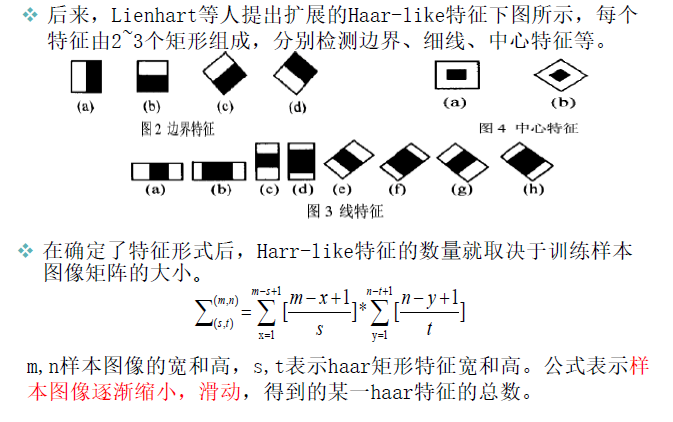 ❖ 后来,Lienhart等人提出扩展的Haar-like特征下图所示,每个
特征由2~3个矩形组成,分别检测边界、细线、中心特征等。
(a) (b) (c) (d)
图2 边界特征
(a) (b)
图4 中心特征
(a) (b) (c) (d) (e) (f) (g) (h)
图3 线特征
❖ 在确定了特征形式后,Harr-like特征的数量就取决于训练样本
图像矩阵的大小。
∑_{(s,t)}^{(m,n)} = ∑_{x=1}^{m-s+1} [(m-x+1)/s] * ∑_{y=1}^{n-t+1} [(n-y+1)/t]
m,n样本图像的宽和高,s,t表示haar矩形特征宽和高。公式表示样
本图像逐渐缩小,滑动,得到的某一haar特征的总数。